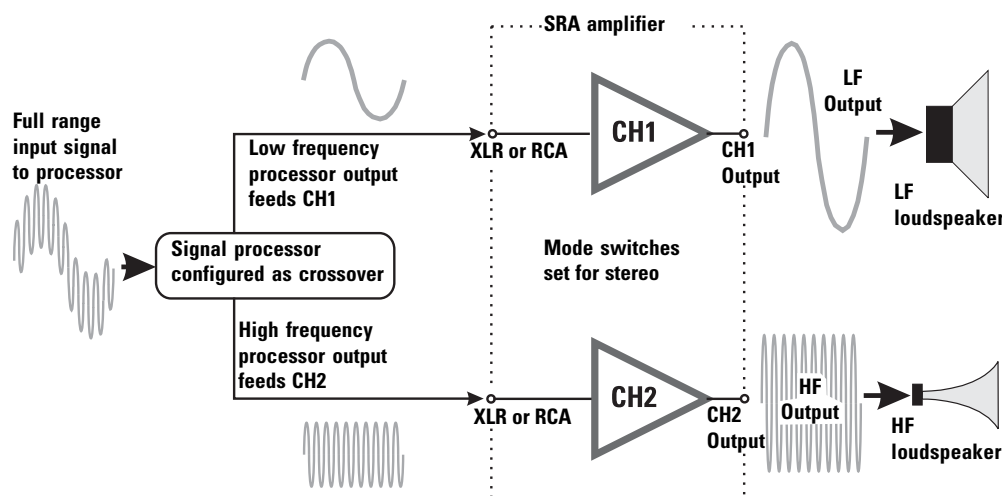 SRA amplifier
Full range
input signal
to processor
Low frequency
processor output
feeds CH1
XLR or RCA
CH1
CH1
Output
LF
Output
LF
loudspeaker
Signal processor
configured as crossover
Mode switches
set for stereo
High frequency
processor output
feeds CH2
XLR or RCA
CH2
CH2
Output
HF
Output
HF
loudspeaker